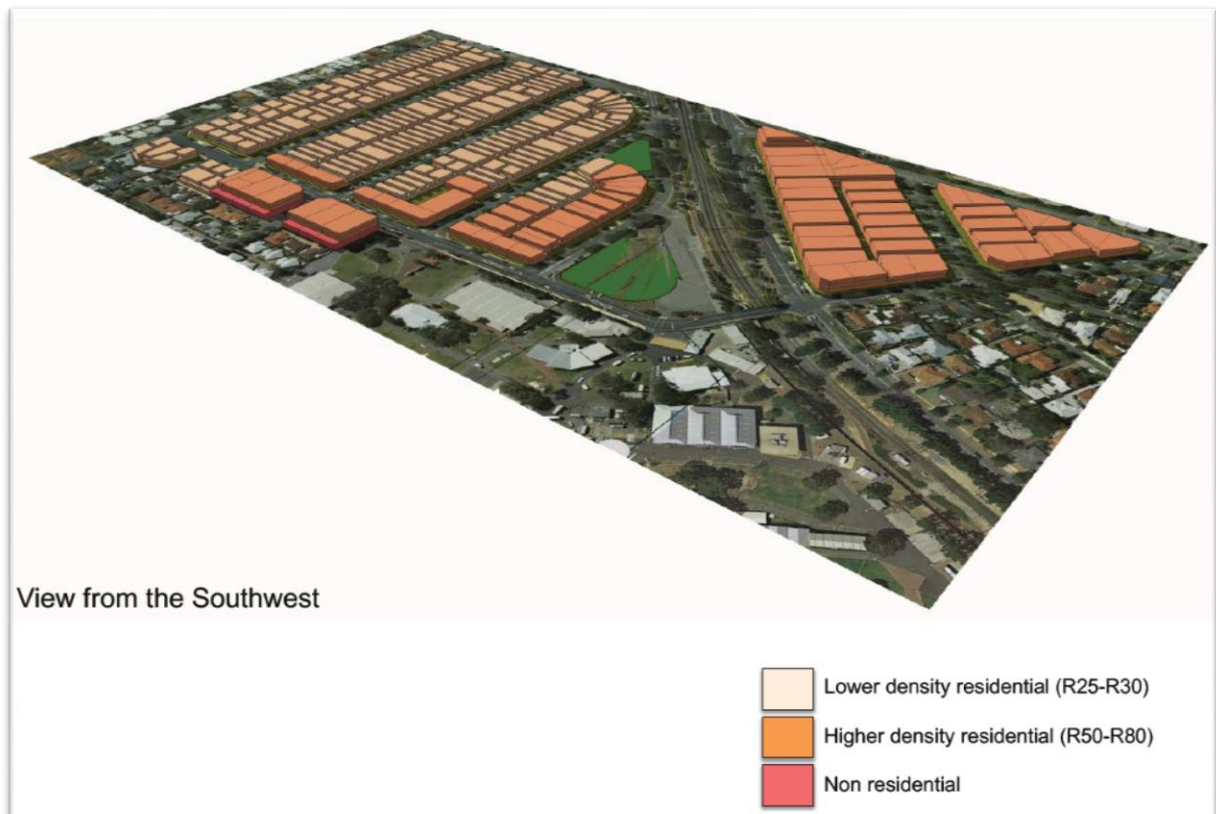 View from the Southwest
Lower density residential (R25-R30)
Higher density residential (R50-R80)
Non residential